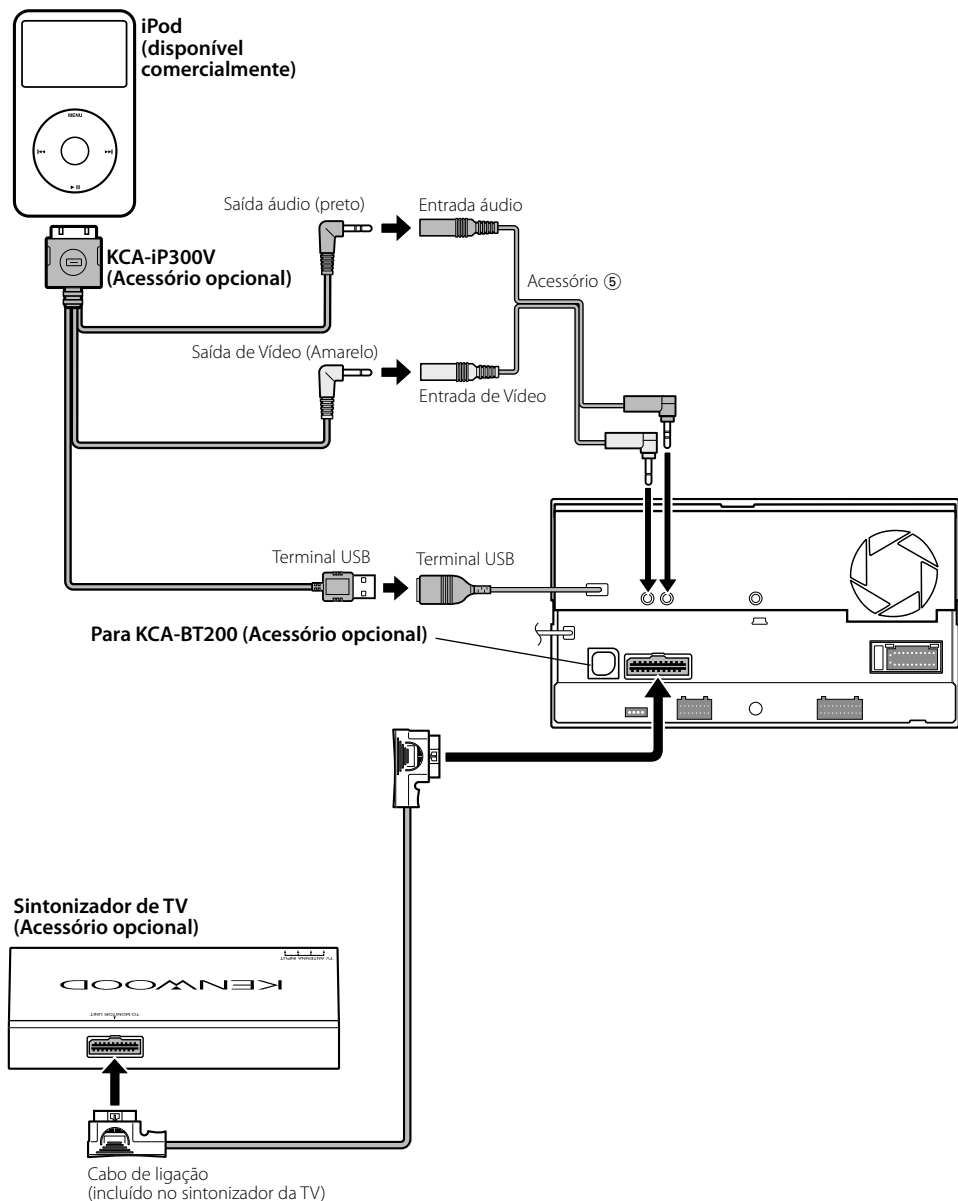 iPod
(disponível
comercialmente)
MENU
Saída áudio (preto)
Entrada áudio
KCA-iP300V
(Acessório opcional)
Acessório ⑤
Saída de Vídeo (Amarelo)
Entrada de Vídeo
Terminal USB
Terminal USB
Para KCA-BT200 (Acessório opcional)
Sintonizador de TV
(Acessório opcional)
TV ANTENNA INPUT
KENWOOD
TO MONITOR UNIT
Cabo de ligação
(incluído no sintonizador da TV)